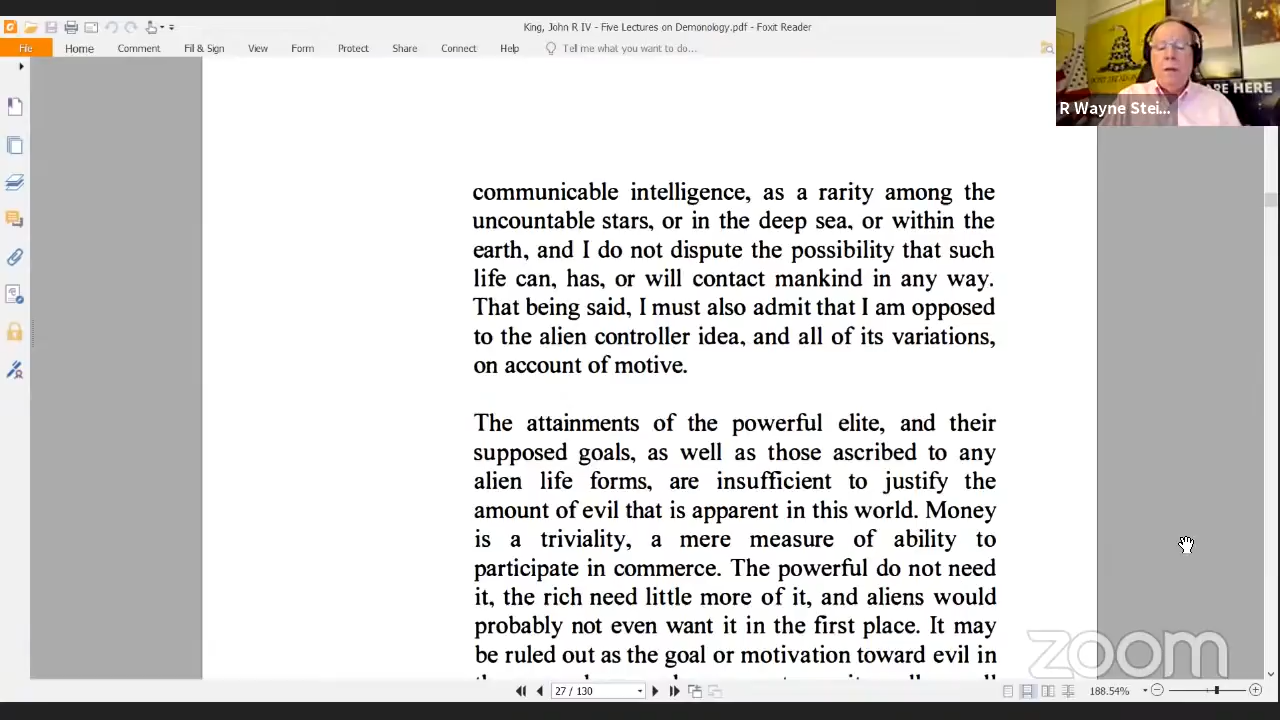 King, John R IV - Five Lectures on Demonology.pdf - Foxit Reader
File Home Comment Fill & Sign View Form Protect Share Connect Help Tell me what you want to do...
ARE HERE
R Wayne Stei...
communicable intelligence, as a rarity among the
uncountable stars, or in the deep sea, or within the
earth, and I do not dispute the possibility that such
life can, has, or will contact mankind in any way.
That being said, I must also admit that I am opposed
to the alien controller idea, and all of its variations,
on account of motive.
The attainments of the powerful elite, and their
supposed goals, as well as those ascribed to any
alien life forms, are insufficient to justify the
amount of evil that is apparent in this world. Money
is a triviality, a mere measure of ability to
participate in commerce. The powerful do not need
it, the rich need little more of it, and aliens would
probably not even want it in the first place. It may
be ruled out as the goal or motivation toward evil in
zoom
27 / 130
188.54%